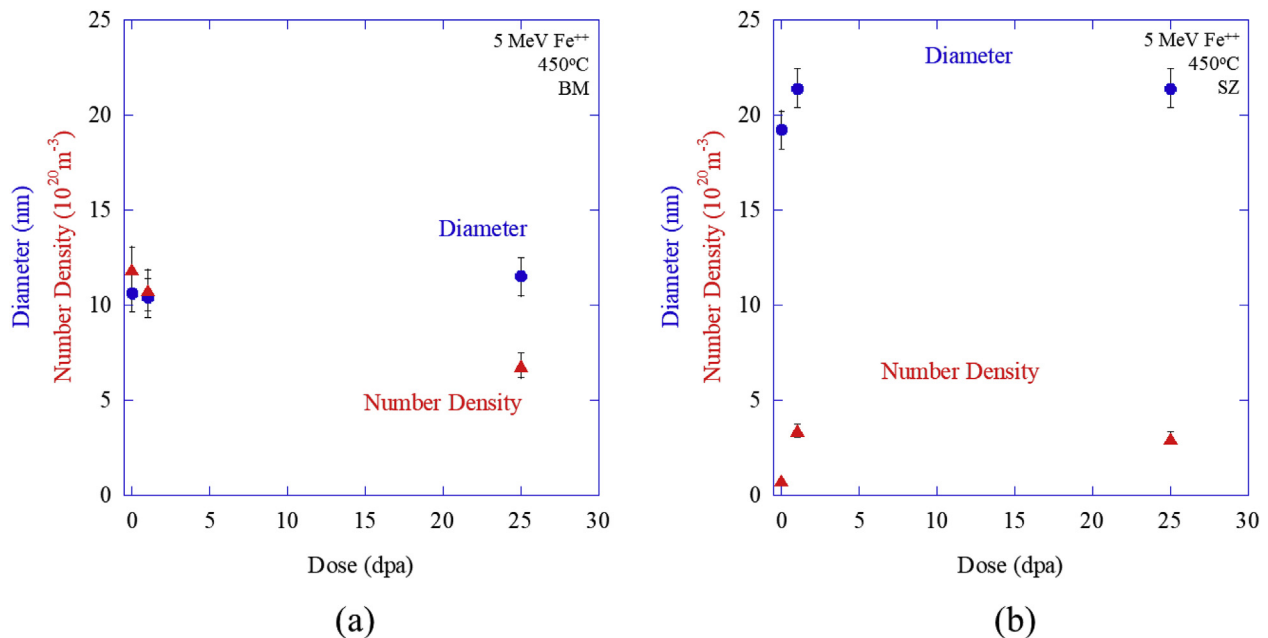 25
20
15
10
5
0
Diameter (nm)
Number Density (10²⁰m⁻³)
5 MeV Fe⁺⁺
450°C
BM
Diameter
Number Density
0 5 10 15 20 25 30
Dose (dpa)
(a)
25
20
15
10
5
0
Diameter (nm)
Number Density (10²⁰m⁻³)
Diameter
5 MeV Fe⁺⁺
450°C
SZ
Number Density
0 5 10 15 20 25 30
Dose (dpa)
(b)